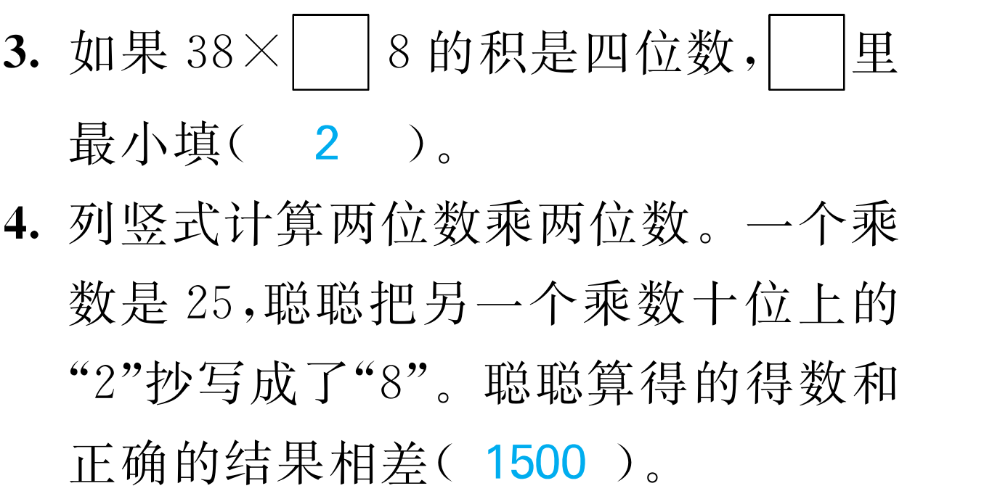 3. 如果 38×□ 8 的积是四位数,□里
最小填( 2 )。
4. 列竖式计算两位数乘两位数。一个乘
数是 25,聪聪把另一个乘数十位上的
“2”抄写成了“8”。聪聪算得的得数和
正确的结果相差( 1500 )。